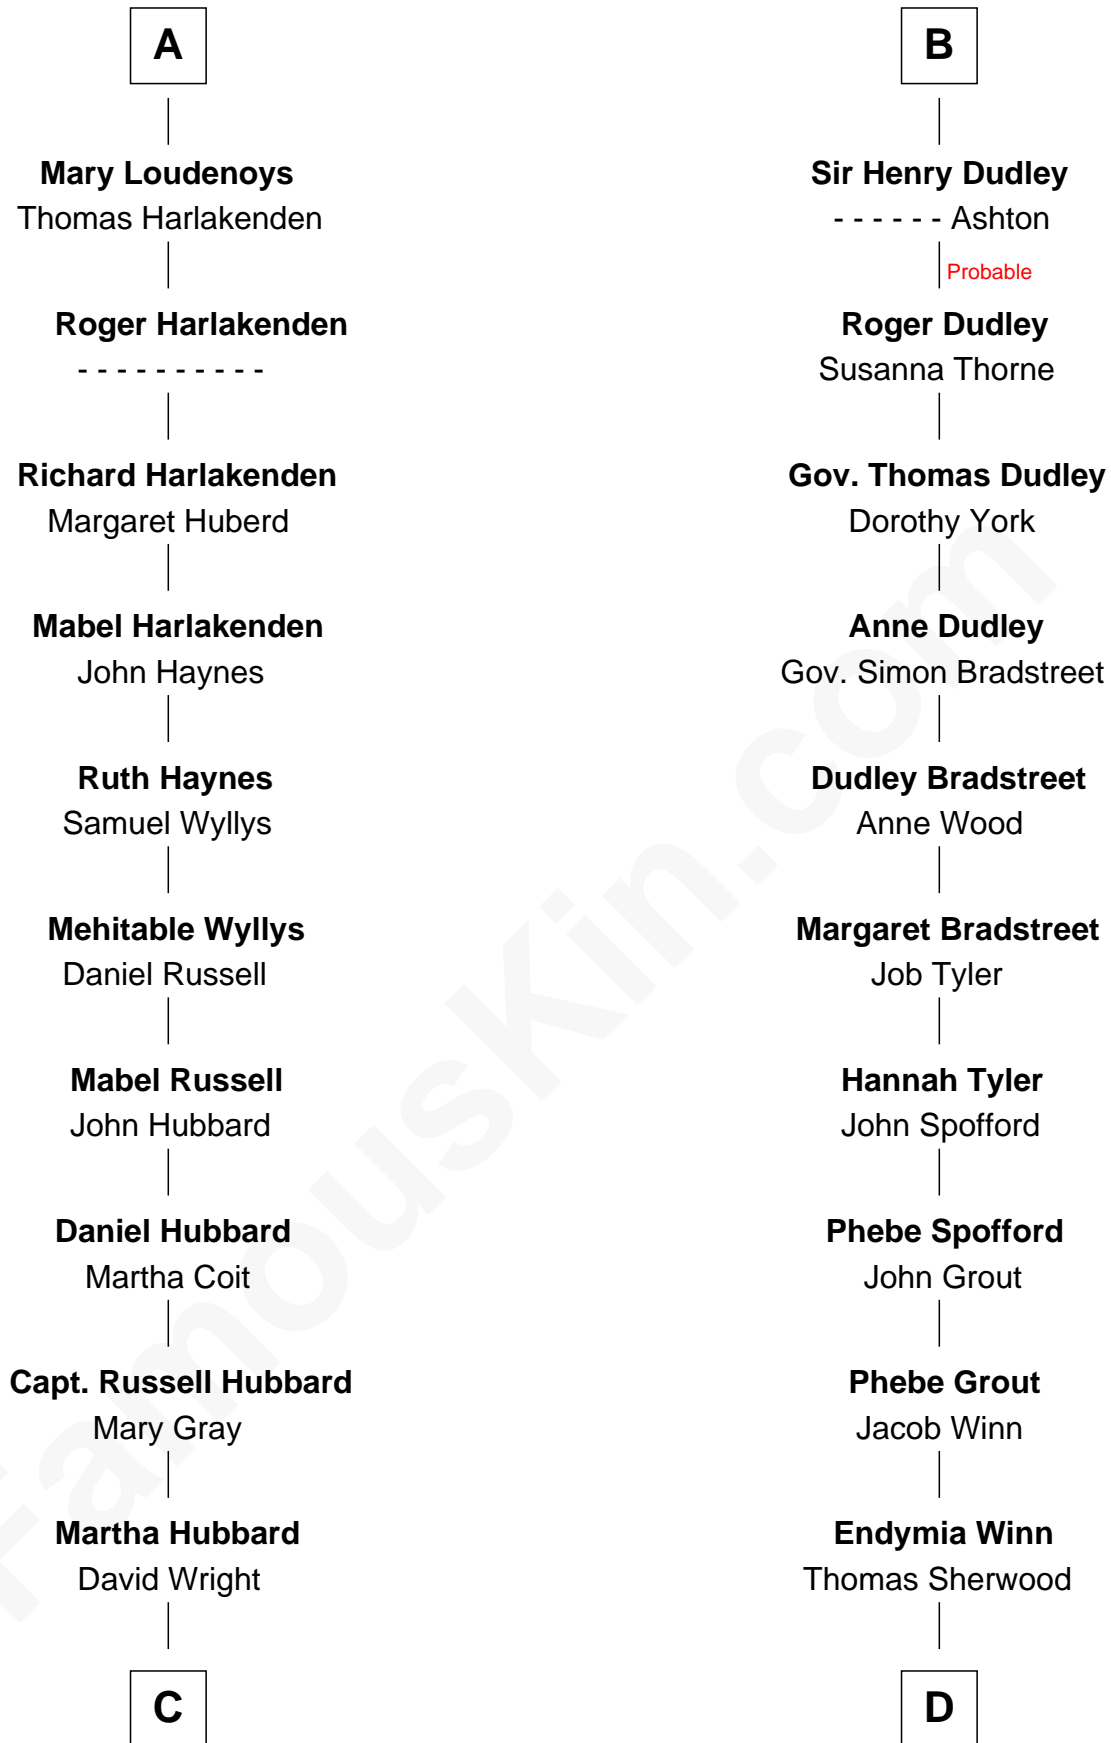 A
Mary Loudenoys
Thomas Harlakenden
Roger Harlakenden
- - - - - - - - - -
Richard Harlakenden
Margaret Huberd
Mabel Harlakenden
John Haynes
Ruth Haynes
Samuel Wyllys
Mehitable Wyllys
Daniel Russell
Mabel Russell
John Hubbard
Daniel Hubbard
Martha Coit
Capt. Russell Hubbard
Mary Gray
Martha Hubbard
David Wright
C
B
Sir Henry Dudley
- - - - - - Ashton
Probable
Roger Dudley
Susanna Thorne
Gov. Thomas Dudley
Dorothy York
Anne Dudley
Gov. Simon Bradstreet
Dudley Bradstreet
Anne Wood
Margaret Bradstreet
Job Tyler
Hannah Tyler
John Spofford
Phebe Spofford
John Grout
Phebe Grout
Jacob Winn
Endymia Winn
Thomas Sherwood
D
FamousKin.com